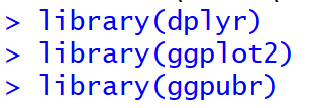 > library(dplyr)
> library(ggplot2)
> library(ggpubr)